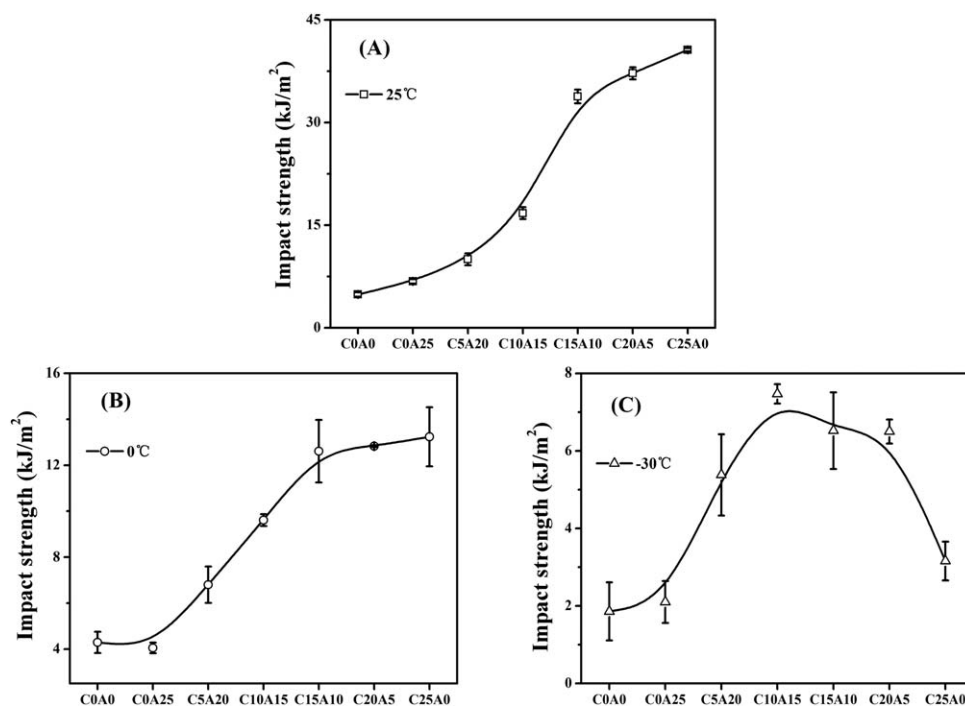 (A)
25℃
Impact strength (kJ/m²)
45
30
15
0
C0A0 C0A25 C5A20 C10A15 C15A10 C20A5 C25A0
(B)
0℃
Impact strength (kJ/m²)
16
12
8
4
C0A0 C0A25 C5A20 C10A15 C15A10 C20A5 C25A0
(C)
-30℃
Impact strength (kJ/m²)
8
6
4
2
0
C0A0 C0A25 C5A20 C10A15 C15A10 C20A5 C25A0